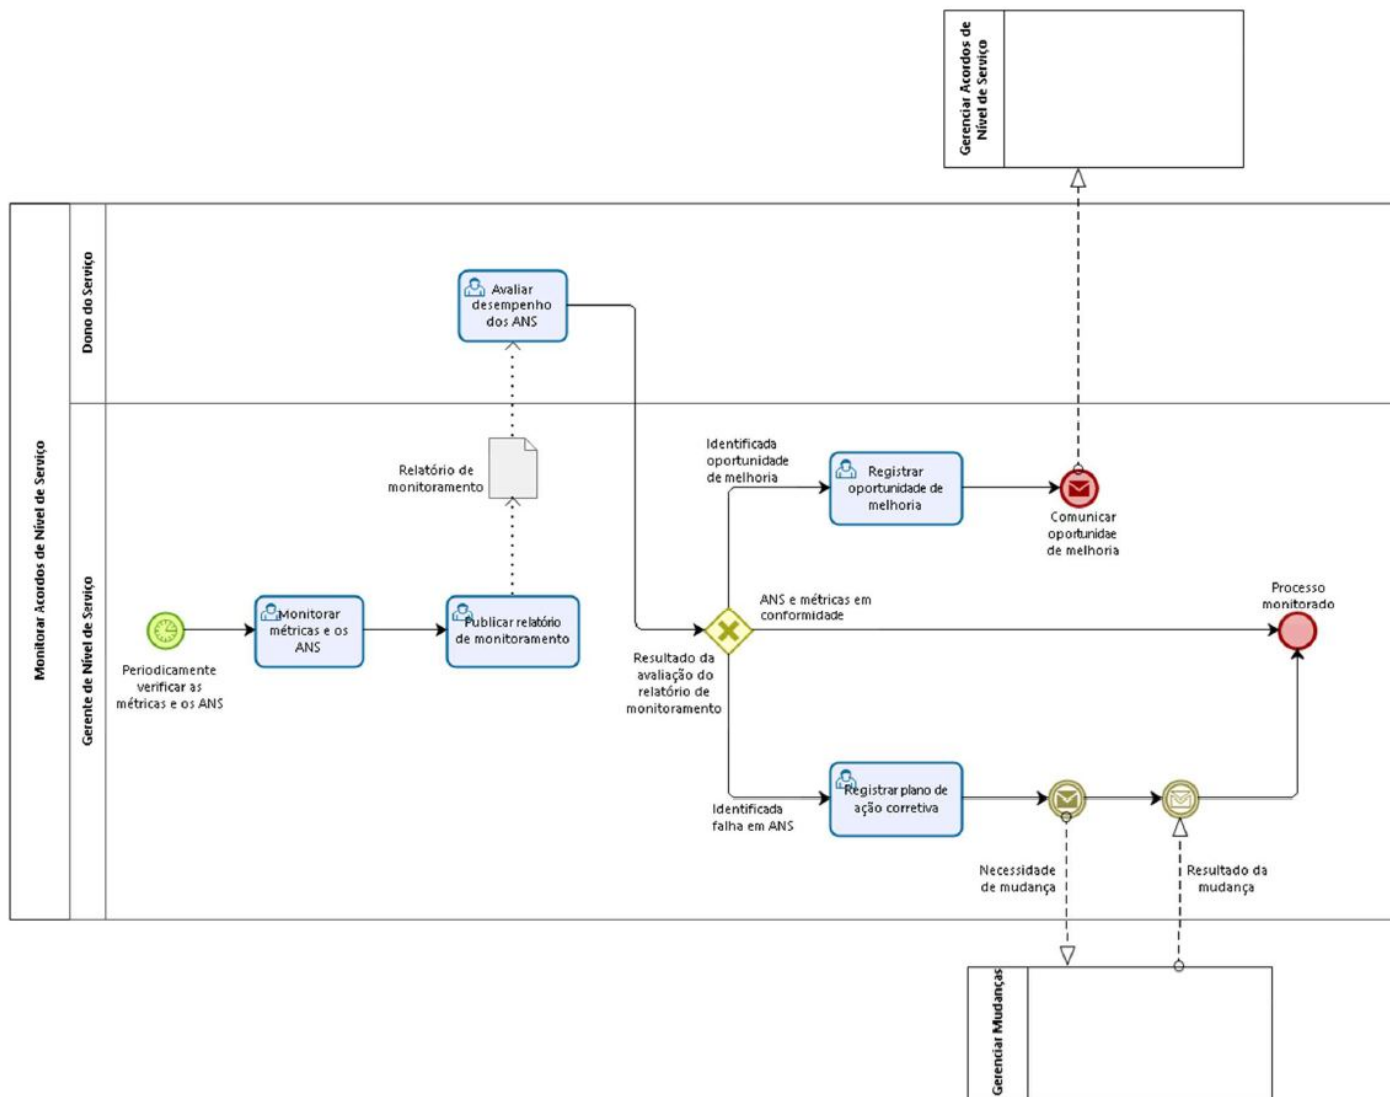 Gerenciar Acordos de
Nível de Serviço
Monitorar Acordos de Nível de Serviço
Dono do Serviço
Avaliar
desempenho
dos ANS
Gerente de Nível de Serviço
Relatório de
monitoramento
Periodicamente
verificar as
métricas e os ANS
Monitorar
métricas e os
ANS
Publicar relatório
de monitoramento
Resultado da
avaliação do
relatório de
monitoramento
Identificada
oportunidade
de melhoria
Registrar
oportunidade de
melhoria
Comunicar
oportunidae
de melhoria
ANS e métricas em
conformidade
Processo
monitorado
Identificada
falha em ANS
Registrar plano de
ação corretiva
Necessidade
de mudança
Resultado da
mudança
Gerenciar Mudanças